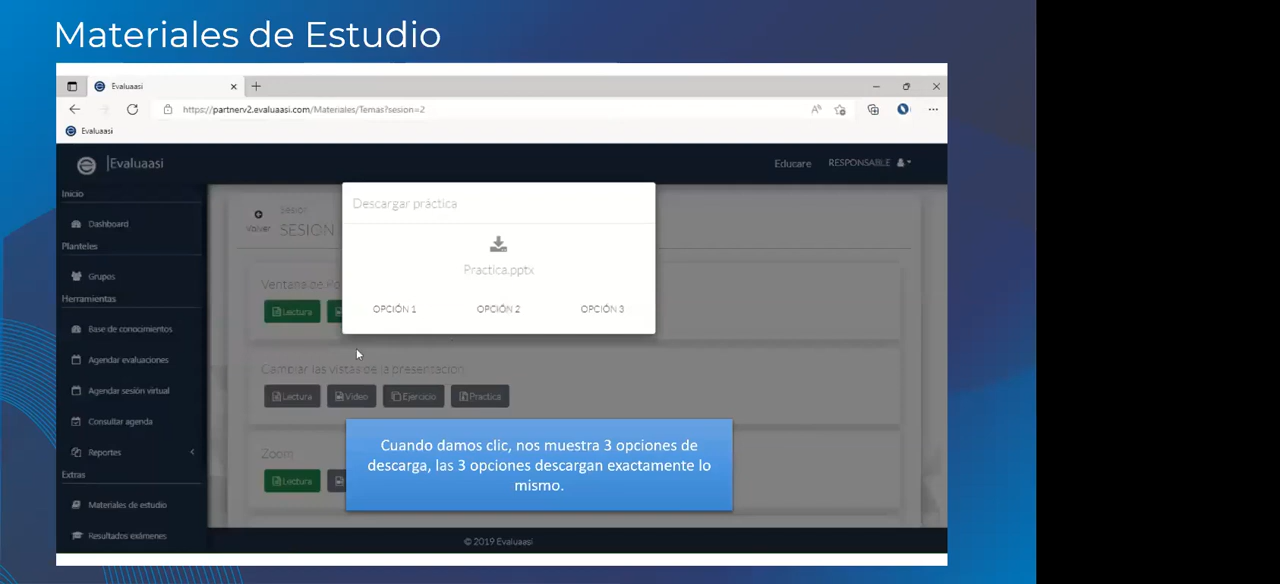 Materiales de Estudio
Evaluaasi
https://partnerv2.evaluaasi.com/Materiales/Temas?sesion=2
Evaluaasi
|Evaluaasi
Educare
RESPONSABLE
Inicio
Dashboard
Planteles
Grupos
Herramientas
Base de conocimientos
Agendar evaluaciones
Agendar sesión virtual
Consultar agenda
Reportes
Extras
Materiales de estudio
Resultados exámenes
Volver
Sesión
SESION
Descargar práctica
Practica.pptx
OPCIÓN 1 OPCIÓN 2 OPCIÓN 3
Ventana de
Lectura
Cambiar las vistas de la presentación
Lectura Video Ejercicio Practica
Zoom
Lectura
Cuando damos clic, nos muestra 3 opciones de
descarga, las 3 opciones descargan exactamente lo
mismo.
© 2019 Evaluaasi